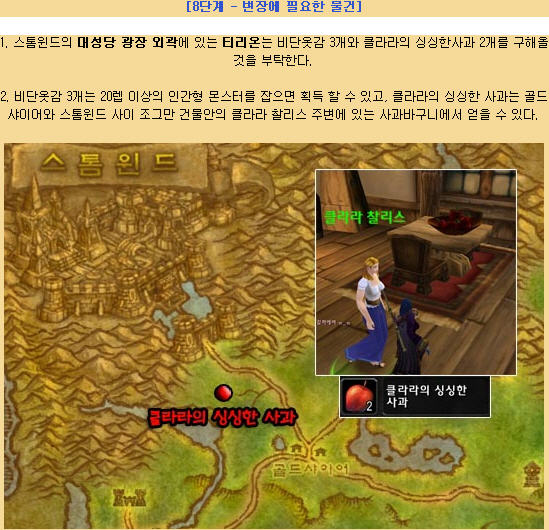 [8단계 - 변장에 필요한 물건]
1. 스톰윈드의 대성당 광장 외곽에 있는 티리온는 비단옷감 3개와 클라라의 싱싱한사과 2개를 구해올
것을 부탁한다.
2. 비단옷감 3개는 20렙 이상의 인간형 몬스터를 잡으면 획득 할 수 있고, 클라라의 싱싱한 사과는 골드
샤이어와 스톰윈드 사이 조그만 건물안의 클라라 찰리스 주변에 있는 사과바구니에서 얻을 수 있다.
스톰윈드
클라라 찰리스
클라라의 싱싱한
사과
2
클라라의 싱싱한 사과
골드샤이어